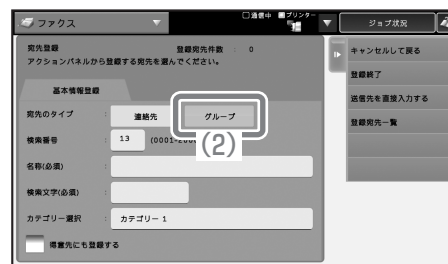 ファクス
通信中 プリンター
ジョブ状況
宛先登録 登録宛先件数 : 0
アクションパネルから登録する宛先を選んでください。
基本情報登録
宛先のタイプ : 連絡先 グループ
(2)
検索番号 : 13 (0001-200
名称(必須) :
検索文字(必須) :
カテゴリー選択 : カテゴリー 1
得意先にも登録する
キャンセルして戻る
登録終了
送信先を直接入力する
登録宛先一覧